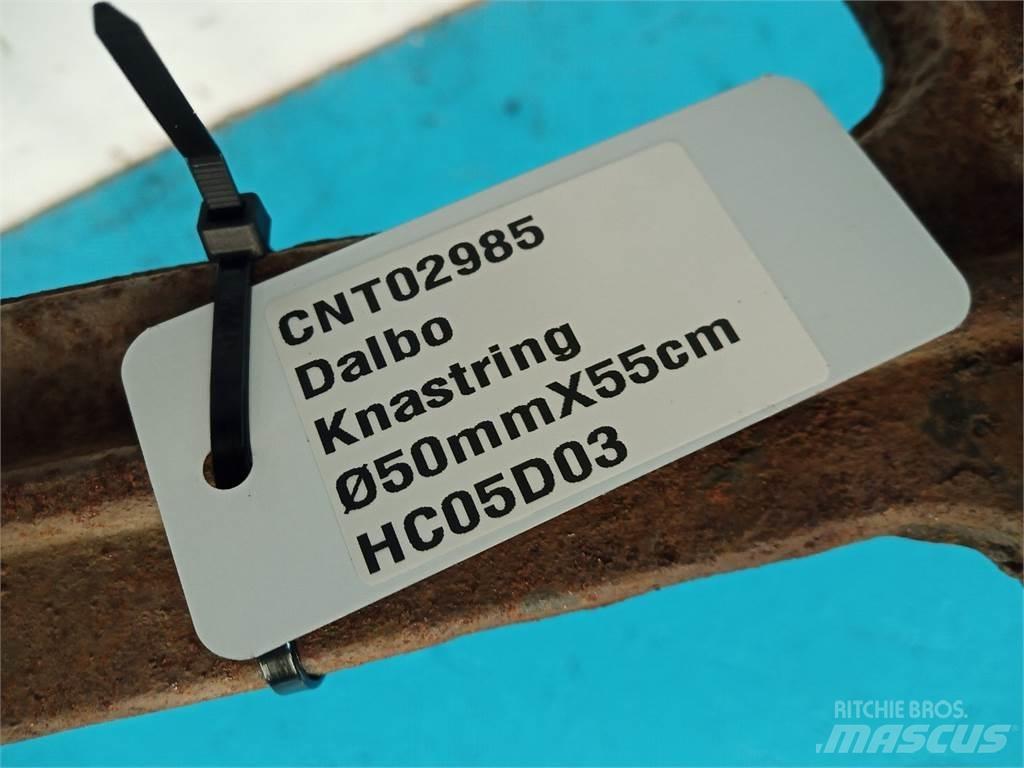 CNT02985
Dalbo
Knastring
Ø50mmX55cm
HC05D03
RITCHIE BROS.
MASCUS